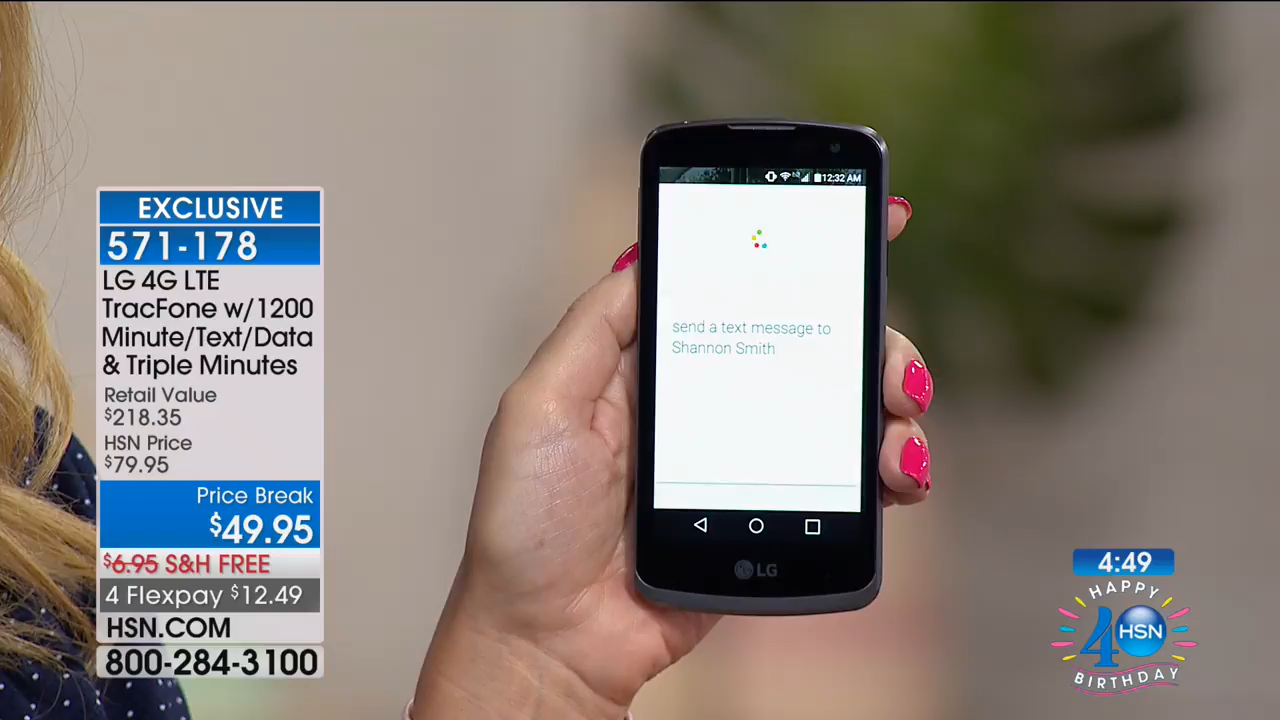 EXCLUSIVE
571-178
LG 4G LTE
TracFone w/1200
Minute/Text/Data
& Triple Minutes
Retail Value
$218.35
HSN Price
$79.95
Price Break
$49.95
$6.95 S&H FREE
4 Flexpay $12.49
HSN.COM
800-284-3100
12:32 AM
send a text message to
Shannon Smith
LG
4:49
HAPPY
40
HSN
BIRTHDAY